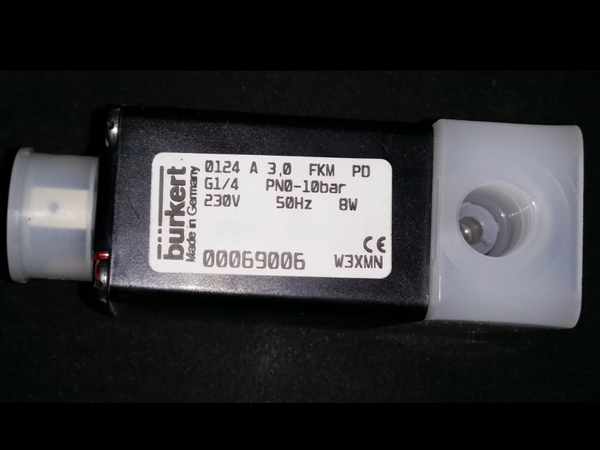 bürkert
Made in Germany
0124 A 3,0 FKM PD
G1/4 PN0-10bar
230V 50Hz 8W
CE
00069006 W3XMN